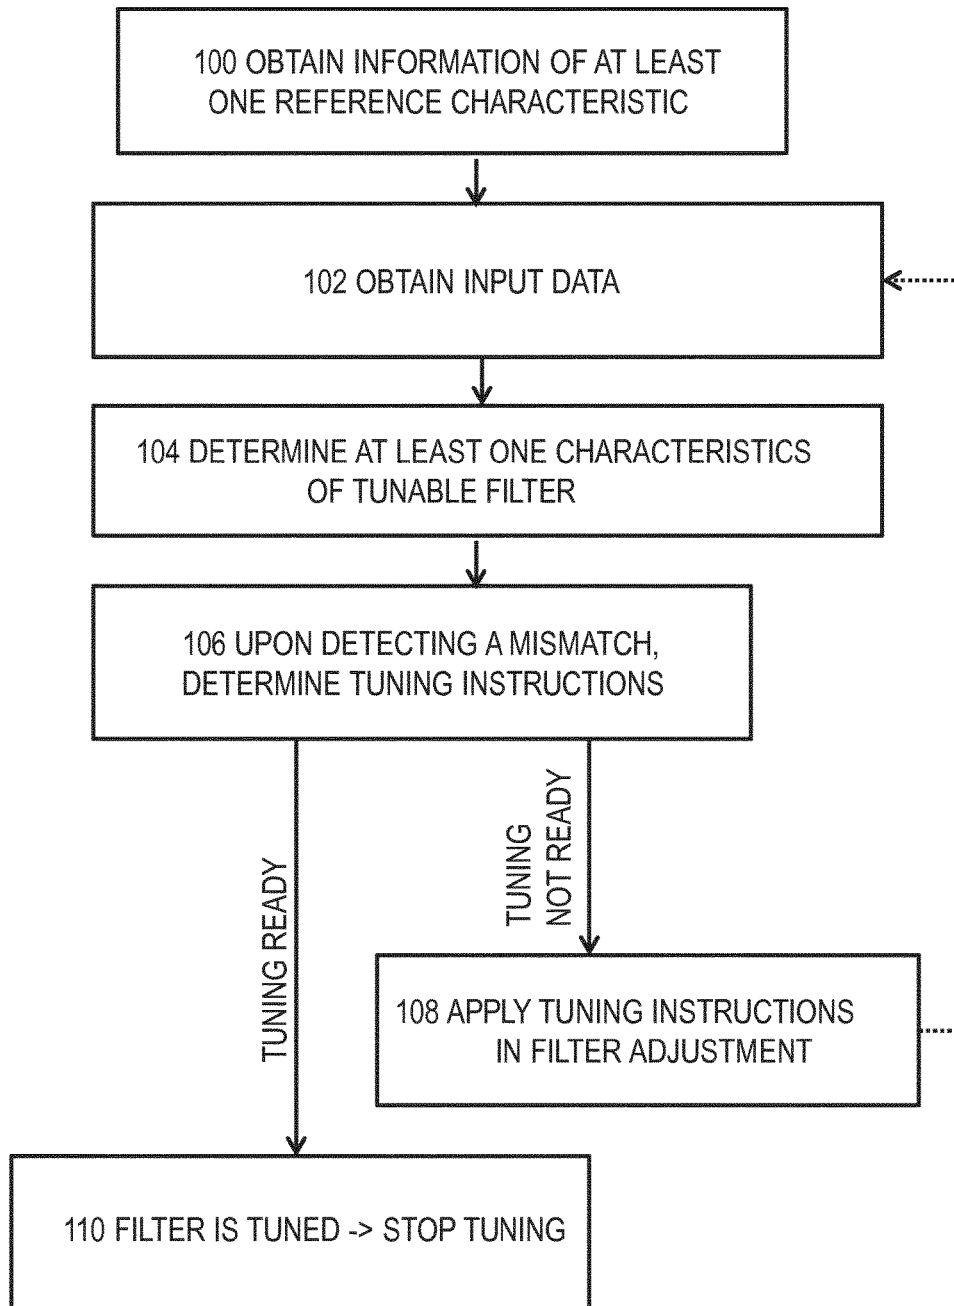 100 OBTAIN INFORMATION OF AT LEAST
ONE REFERENCE CHARACTERISTIC
102 OBTAIN INPUT DATA
104 DETERMINE AT LEAST ONE CHARACTERISTICS
OF TUNABLE FILTER
106 UPON DETECTING A MISMATCH,
DETERMINE TUNING INSTRUCTIONS
TUNING READY
TUNING
NOT READY
108 APPLY TUNING INSTRUCTIONS
IN FILTER ADJUSTMENT
110 FILTER IS TUNED -> STOP TUNING